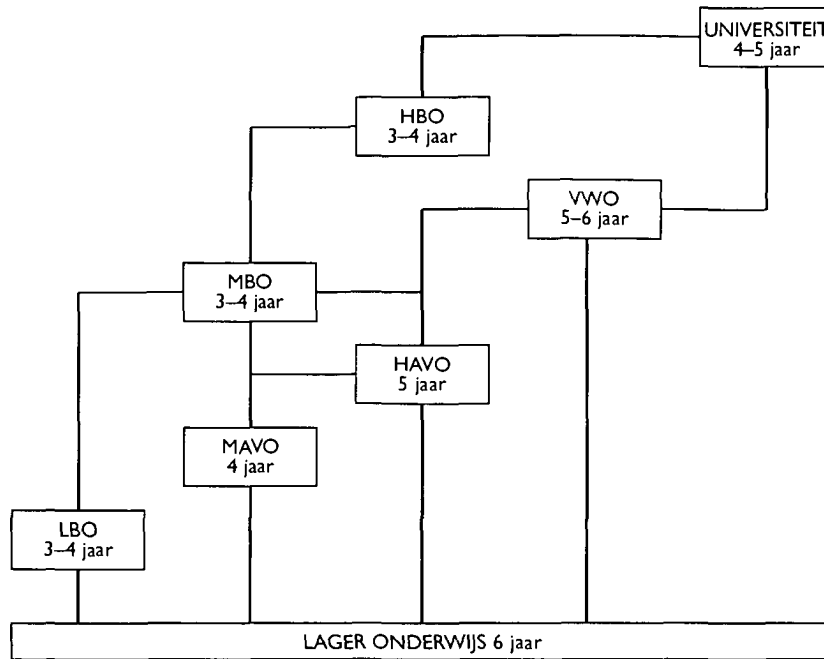 UNIVERSITEIT
4–5 jaar
HBO
3–4 jaar
VWO
5–6 jaar
MBO
3–4 jaar
HAVO
5 jaar
MAVO
4 jaar
LBO
3–4 jaar
LAGER ONDERWIJS 6 jaar